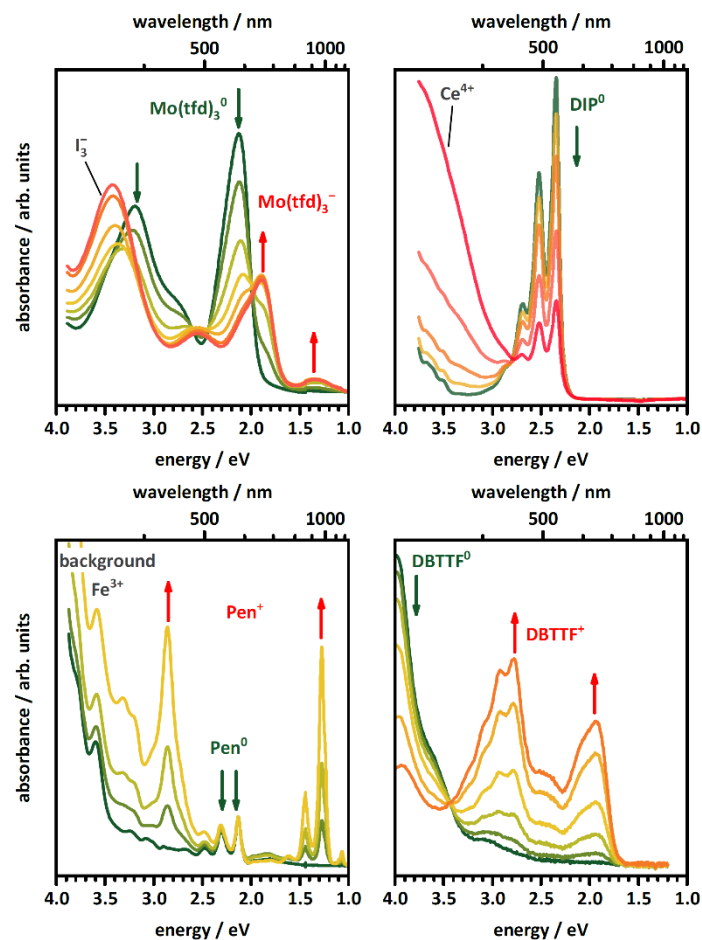 wavelength / nm
500 1000
Mo(tfd)₃⁰
I₃⁻
Mo(tfd)₃⁻
absorbance / arb. units
4.0 3.5 3.0 2.5 2.0 1.5 1.0
energy / eV
wavelength / nm
500 1000
Ce⁴⁺
DIP⁰
4.0 3.5 3.0 2.5 2.0 1.5 1.0
energy / eV
wavelength / nm
500 1000
background
Fe³⁺
Pen⁺
Pen⁰
absorbance / arb. units
4.0 3.5 3.0 2.5 2.0 1.5 1.0
energy / eV
wavelength / nm
500 1000
DBTTF⁰
DBTTF⁺
4.0 3.5 3.0 2.5 2.0 1.5 1.0
energy / eV